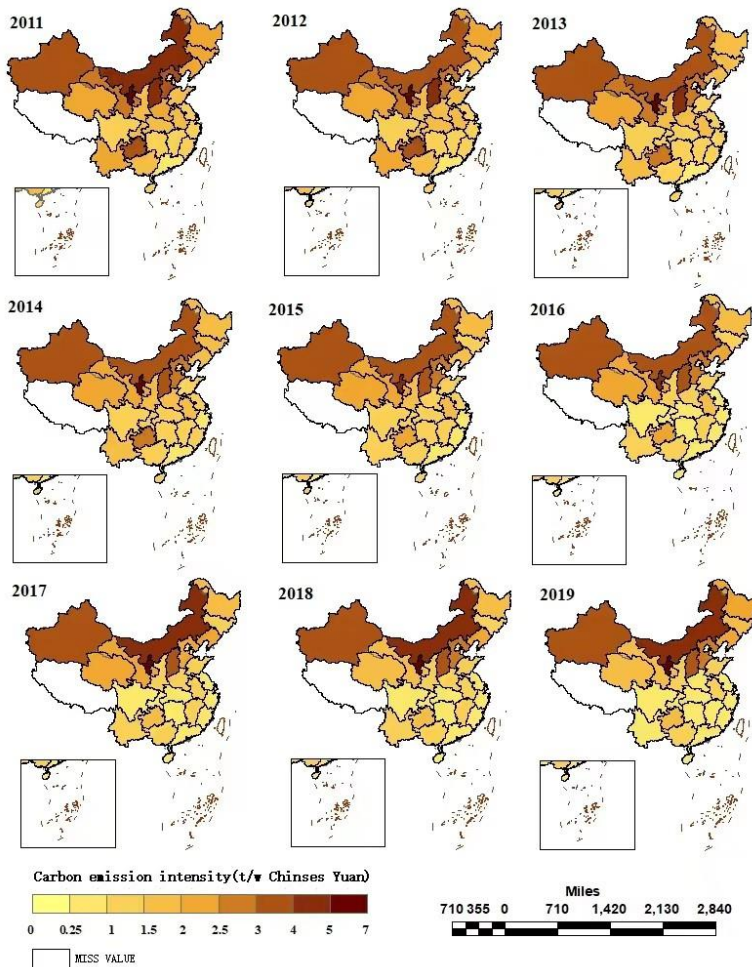 2011
2012
2013
2014
2015
2016
2017
2018
2019
Carbon emission intensity(t/w Chinses Yuan)
0 0.25 1 1.5 2 2.5 3 4 5 7
MISS VALUE
Miles
710 355 0 710 1,420 2,130 2,840